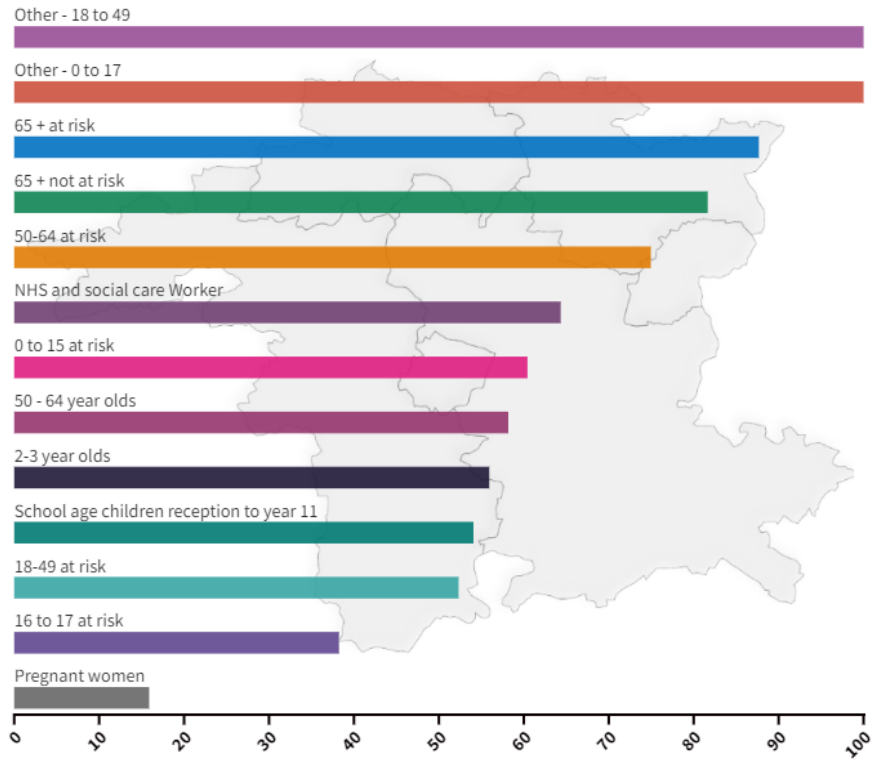 Other - 18 to 49
Other - 0 to 17
65 + at risk
65 + not at risk
50-64 at risk
NHS and social care Worker
0 to 15 at risk
50 - 64 year olds
2-3 year olds
School age children reception to year 11
18-49 at risk
16 to 17 at risk
Pregnant women
0 10 20 30 40 50 60 70 80 90 100